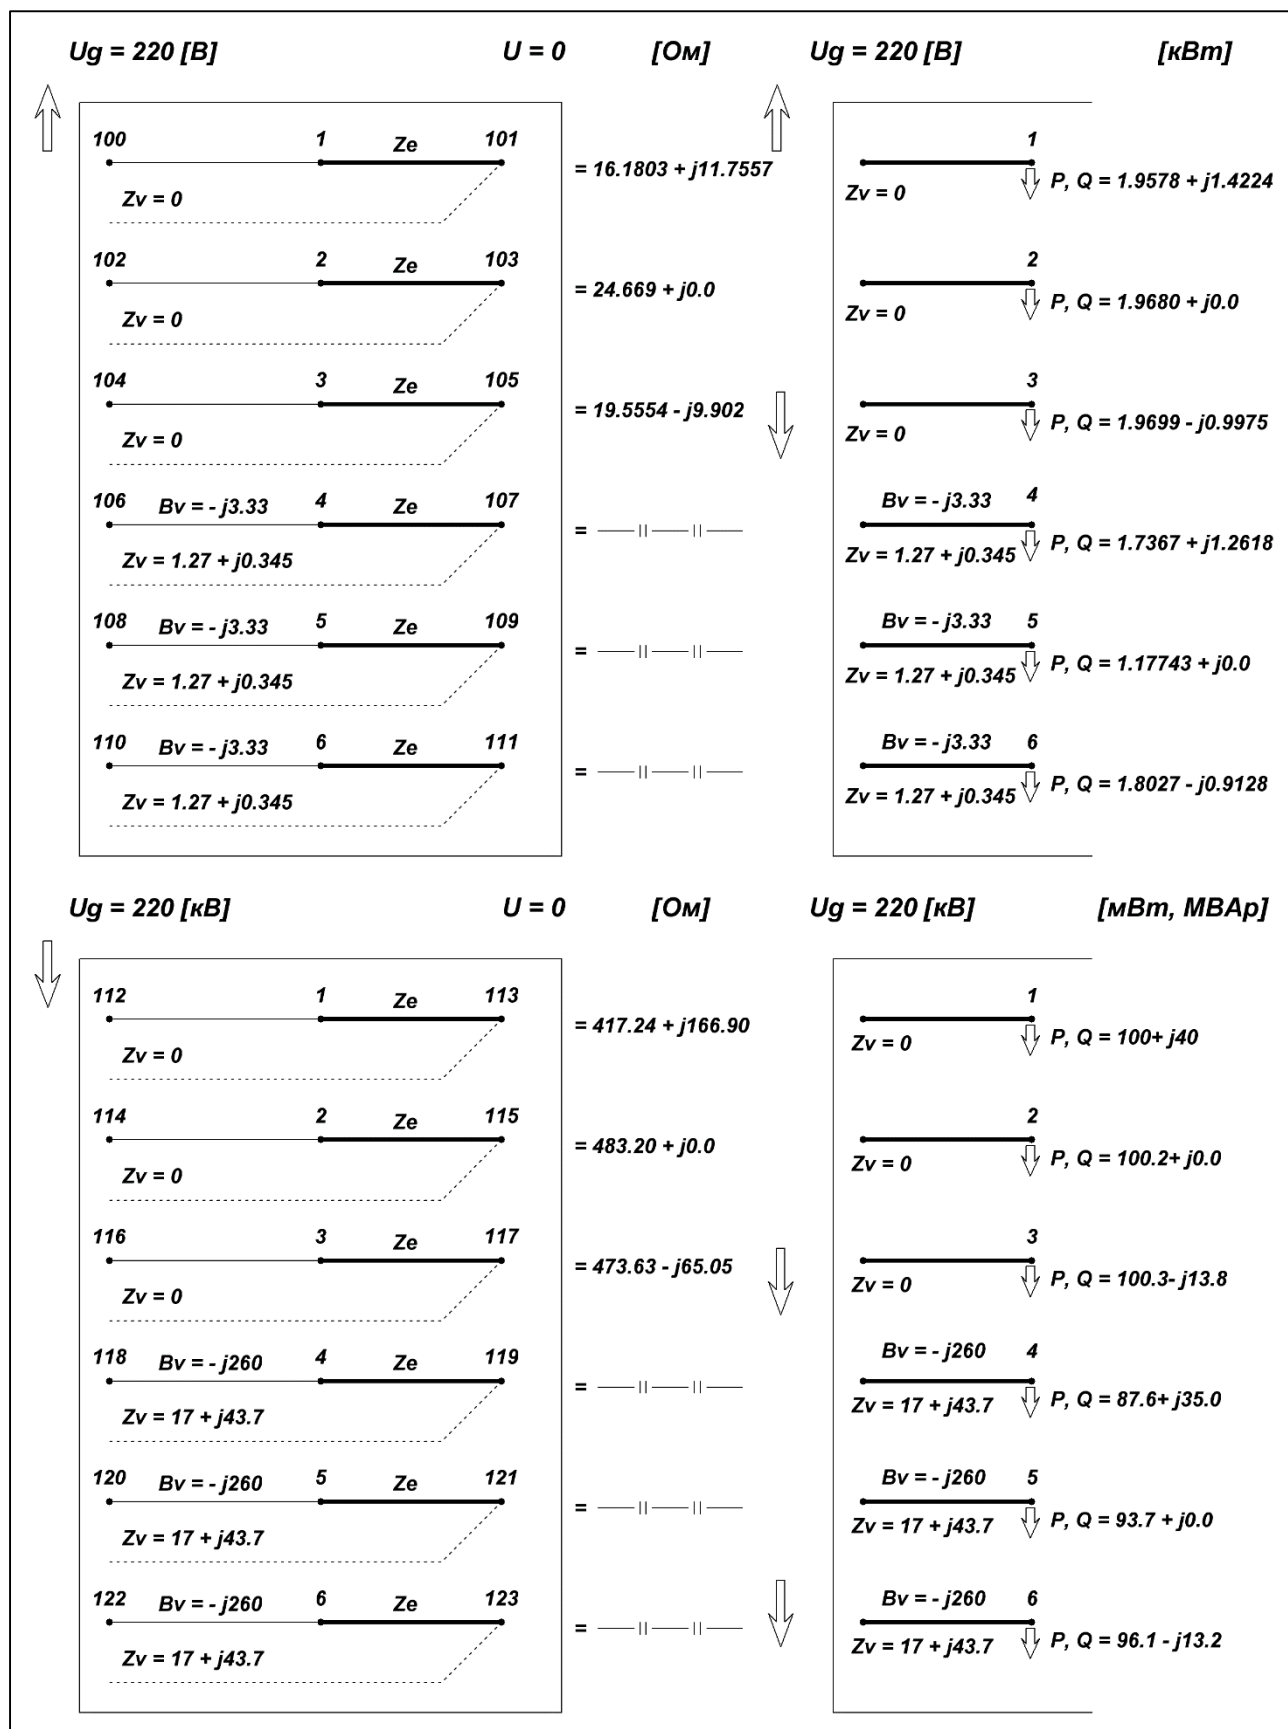 Ug = 220 [В] U = 0 [Ом] Ug = 220 [В] [кВт]
100 1 Ze 101 1
= 16.1803 + j11.7557
Zv = 0 Zv = 0 P, Q = 1.9578 + j1.4224
102 2 Ze 103 2
= 24.669 + j0.0
Zv = 0 Zv = 0 P, Q = 1.9680 + j0.0
104 3 Ze 105 3
= 19.5554 - j9.902
Zv = 0 Zv = 0 P, Q = 1.9699 - j0.9975
106 Bv = - j3.33 4 Ze 107 Bv = - j3.33 4
= —— || —— || ——
Zv = 1.27 + j0.345 Zv = 1.27 + j0.345 P, Q = 1.7367 + j1.2618
108 Bv = - j3.33 5 Ze 109 Bv = - j3.33 5
= —— || —— || ——
Zv = 1.27 + j0.345 Zv = 1.27 + j0.345 P, Q = 1.17743 + j0.0
110 Bv = - j3.33 6 Ze 111 Bv = - j3.33 6
= —— || —— || ——
Zv = 1.27 + j0.345 Zv = 1.27 + j0.345 P, Q = 1.8027 - j0.9128
Ug = 220 [кВ] U = 0 [Ом] Ug = 220 [кВ] [мВт, МВАр]
112 1 Ze 113 1
= 417.24 + j166.90
Zv = 0 Zv = 0 P, Q = 100+ j40
114 2 Ze 115 2
= 483.20 + j0.0
Zv = 0 Zv = 0 P, Q = 100.2+ j0.0
116 3 Ze 117 3
= 473.63 - j65.05
Zv = 0 Zv = 0 P, Q = 100.3- j13.8
118 Bv = - j260 4 Ze 119 Bv = - j260 4
= —— || —— || ——
Zv = 17 + j43.7 Zv = 17 + j43.7 P, Q = 87.6+ j35.0
120 Bv = - j260 5 Ze 121 Bv = - j260 5
= —— || —— || ——
Zv = 17 + j43.7 Zv = 17 + j43.7 P, Q = 93.7 + j0.0
122 Bv = - j260 6 Ze 123 Bv = - j260 6
= —— || —— || ——
Zv = 17 + j43.7 Zv = 17 + j43.7 P, Q = 96.1 - j13.2